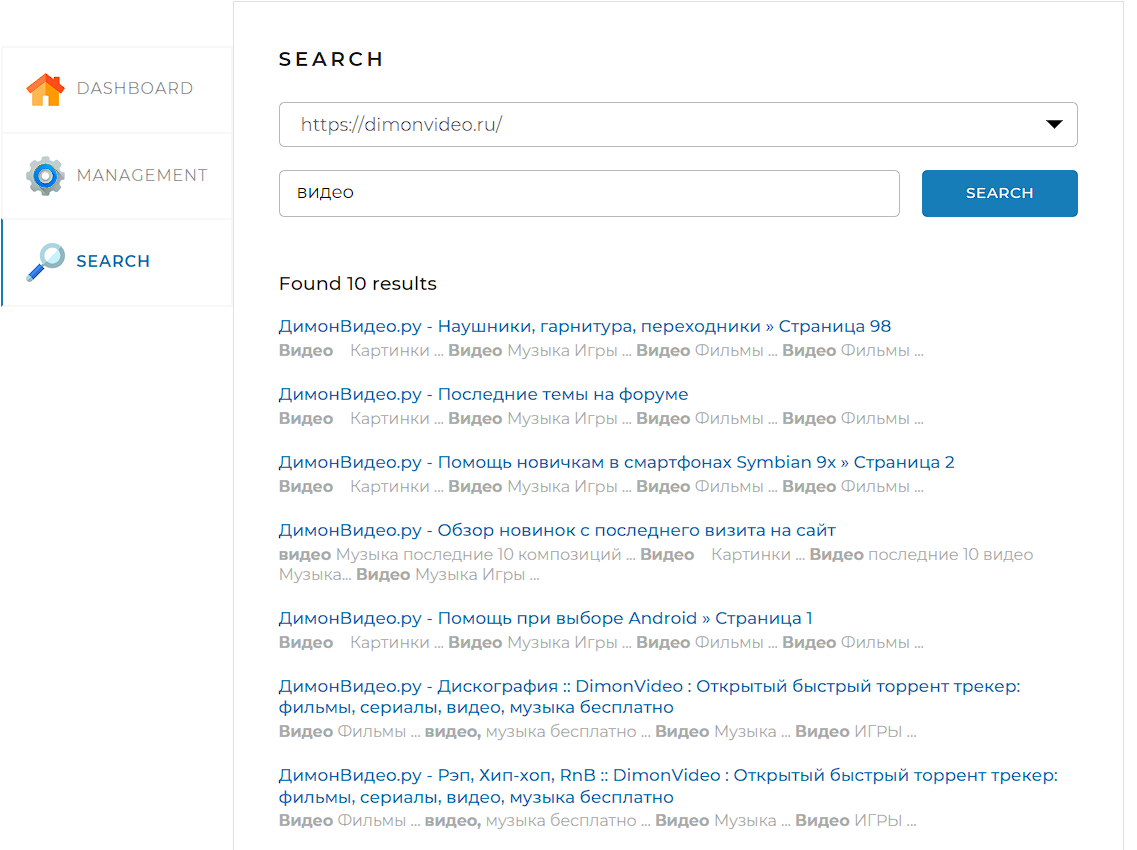 DASHBOARD
MANAGEMENT
SEARCH
SEARCH
https://dimonvideo.ru/
видео
SEARCH
Found 10 results
ДимонВидео.ру - Наушники, гарнитура, переходники » Страница 98
Видео Картинки ... Видео Музыка Игры ... Видео Фильмы ... Видео Фильмы ...
ДимонВидео.ру - Последние темы на форуме
Видео Картинки ... Видео Музыка Игры ... Видео Фильмы ... Видео Фильмы ...
ДимонВидео.ру - Помощь новичкам в смартфонах Symbian 9x » Страница 2
Видео Картинки ... Видео Музыка Игры ... Видео Фильмы ... Видео Фильмы ...
ДимонВидео.ру - Обзор новинок с последнего визита на сайт
видео Музыка последние 10 композиций ... Видео Картинки ... Видео последние 10 видео
Музыка... Видео Музыка Игры ...
ДимонВидео.ру - Помощь при выборе Android » Страница 1
Видео Картинки ... Видео Музыка Игры ... Видео Фильмы ... Видео Фильмы ...
ДимонВидео.ру - Дискография :: DimonVideo : Открытый быстрый торрент трекер:
фильмы, сериалы, видео, музыка бесплатно
Видео Фильмы ... видео, музыка бесплатно ... Видео Музыка ... Видео ИГРЫ ...
ДимонВидео.ру - Рэп, Хип-хоп, RnB :: DimonVideo : Открытый быстрый торрент трекер:
фильмы, сериалы, видео, музыка бесплатно
Видео Фильмы ... видео, музыка бесплатно ... Видео Музыка ... Видео ИГРЫ ...